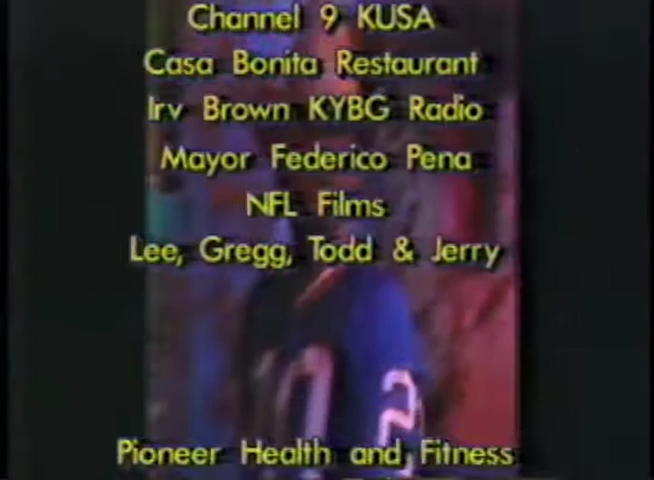 Channel 9 KUSA
Casa Bonita Restaurant
Irv Brown KYBG Radio
Mayor Federico Pena
NFL Films
Lee, Gregg, Todd & Jerry
2
Pioneer Health and Fitness